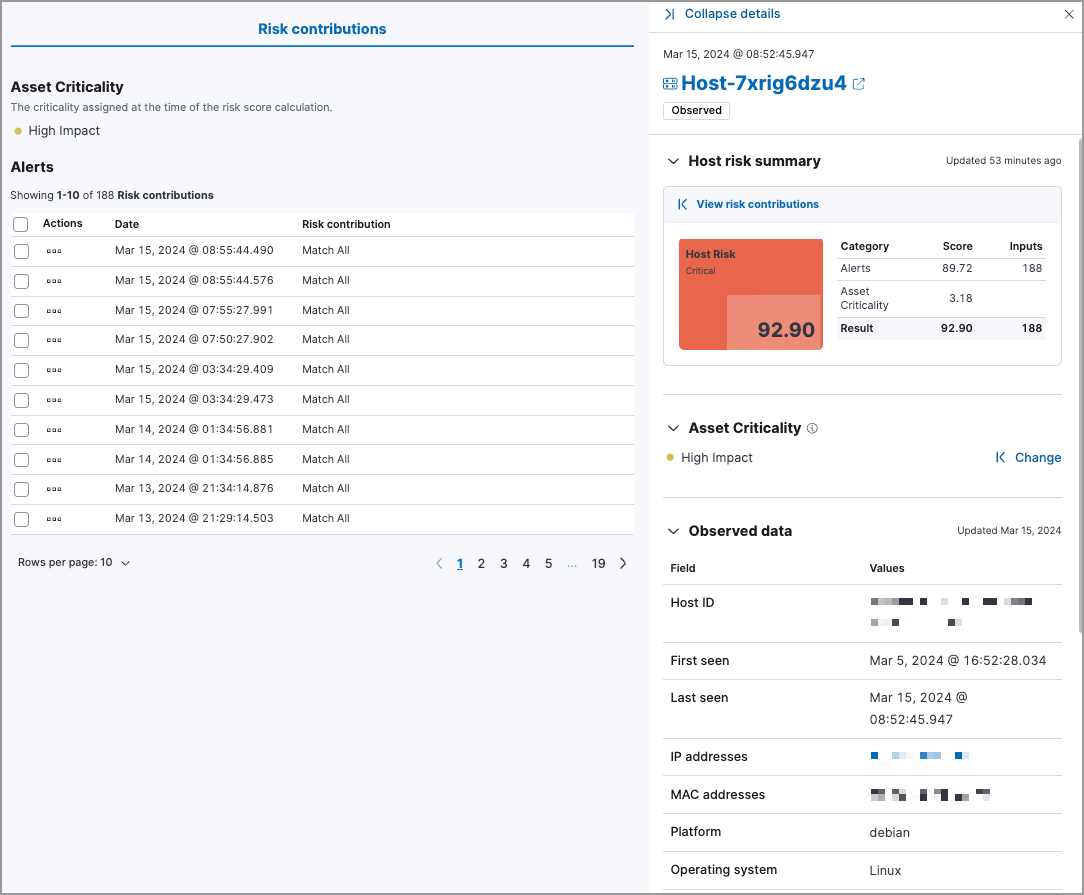 Risk contributions
Asset Criticality
The criticality assigned at the time of the risk score calculation.
High Impact
Alerts
Showing 1-10 of 188 Risk contributions
Actions Date Risk contribution
Mar 15, 2024 @ 08:55:44.490 Match All
Mar 15, 2024 @ 08:55:44.576 Match All
Mar 15, 2024 @ 07:55:27.991 Match All
Mar 15, 2024 @ 07:50:27.902 Match All
Mar 15, 2024 @ 03:34:29.409 Match All
Mar 15, 2024 @ 03:34:29.473 Match All
Mar 14, 2024 @ 01:34:56.881 Match All
Mar 14, 2024 @ 01:34:56.885 Match All
Mar 13, 2024 @ 21:34:14.876 Match All
Mar 13, 2024 @ 21:29:14.503 Match All
Rows per page: 10
1 2 3 4 5 ... 19
Collapse details
Mar 15, 2024 @ 08:52:45.947
Host-7xrig6dzu4
Observed
Host risk summary Updated 53 minutes ago
View risk contributions
Host Risk
Critical
92.90
Category Score Inputs
Alerts 89.72 188
Asset
Criticality 3.18
Result 92.90 188
Asset Criticality
High Impact Change
Observed data Updated Mar 15, 2024
Field Values
Host ID
First seen Mar 5, 2024 @ 16:52:28.034
Last seen Mar 15, 2024 @
08:52:45.947
IP addresses
MAC addresses
Platform debian
Operating system Linux